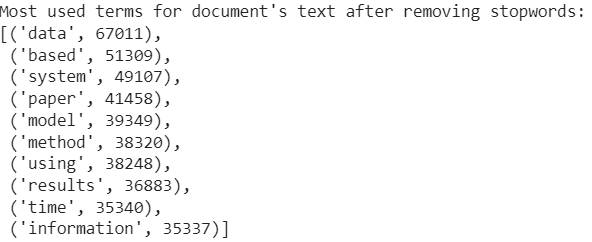 Most used terms for document's text after removing stopwords:
[('data', 67011),
 ('based', 51309),
 ('system', 49107),
 ('paper', 41458),
 ('model', 39349),
 ('method', 38320),
 ('using', 38248),
 ('results', 36883),
 ('time', 35340),
 ('information', 35337)]